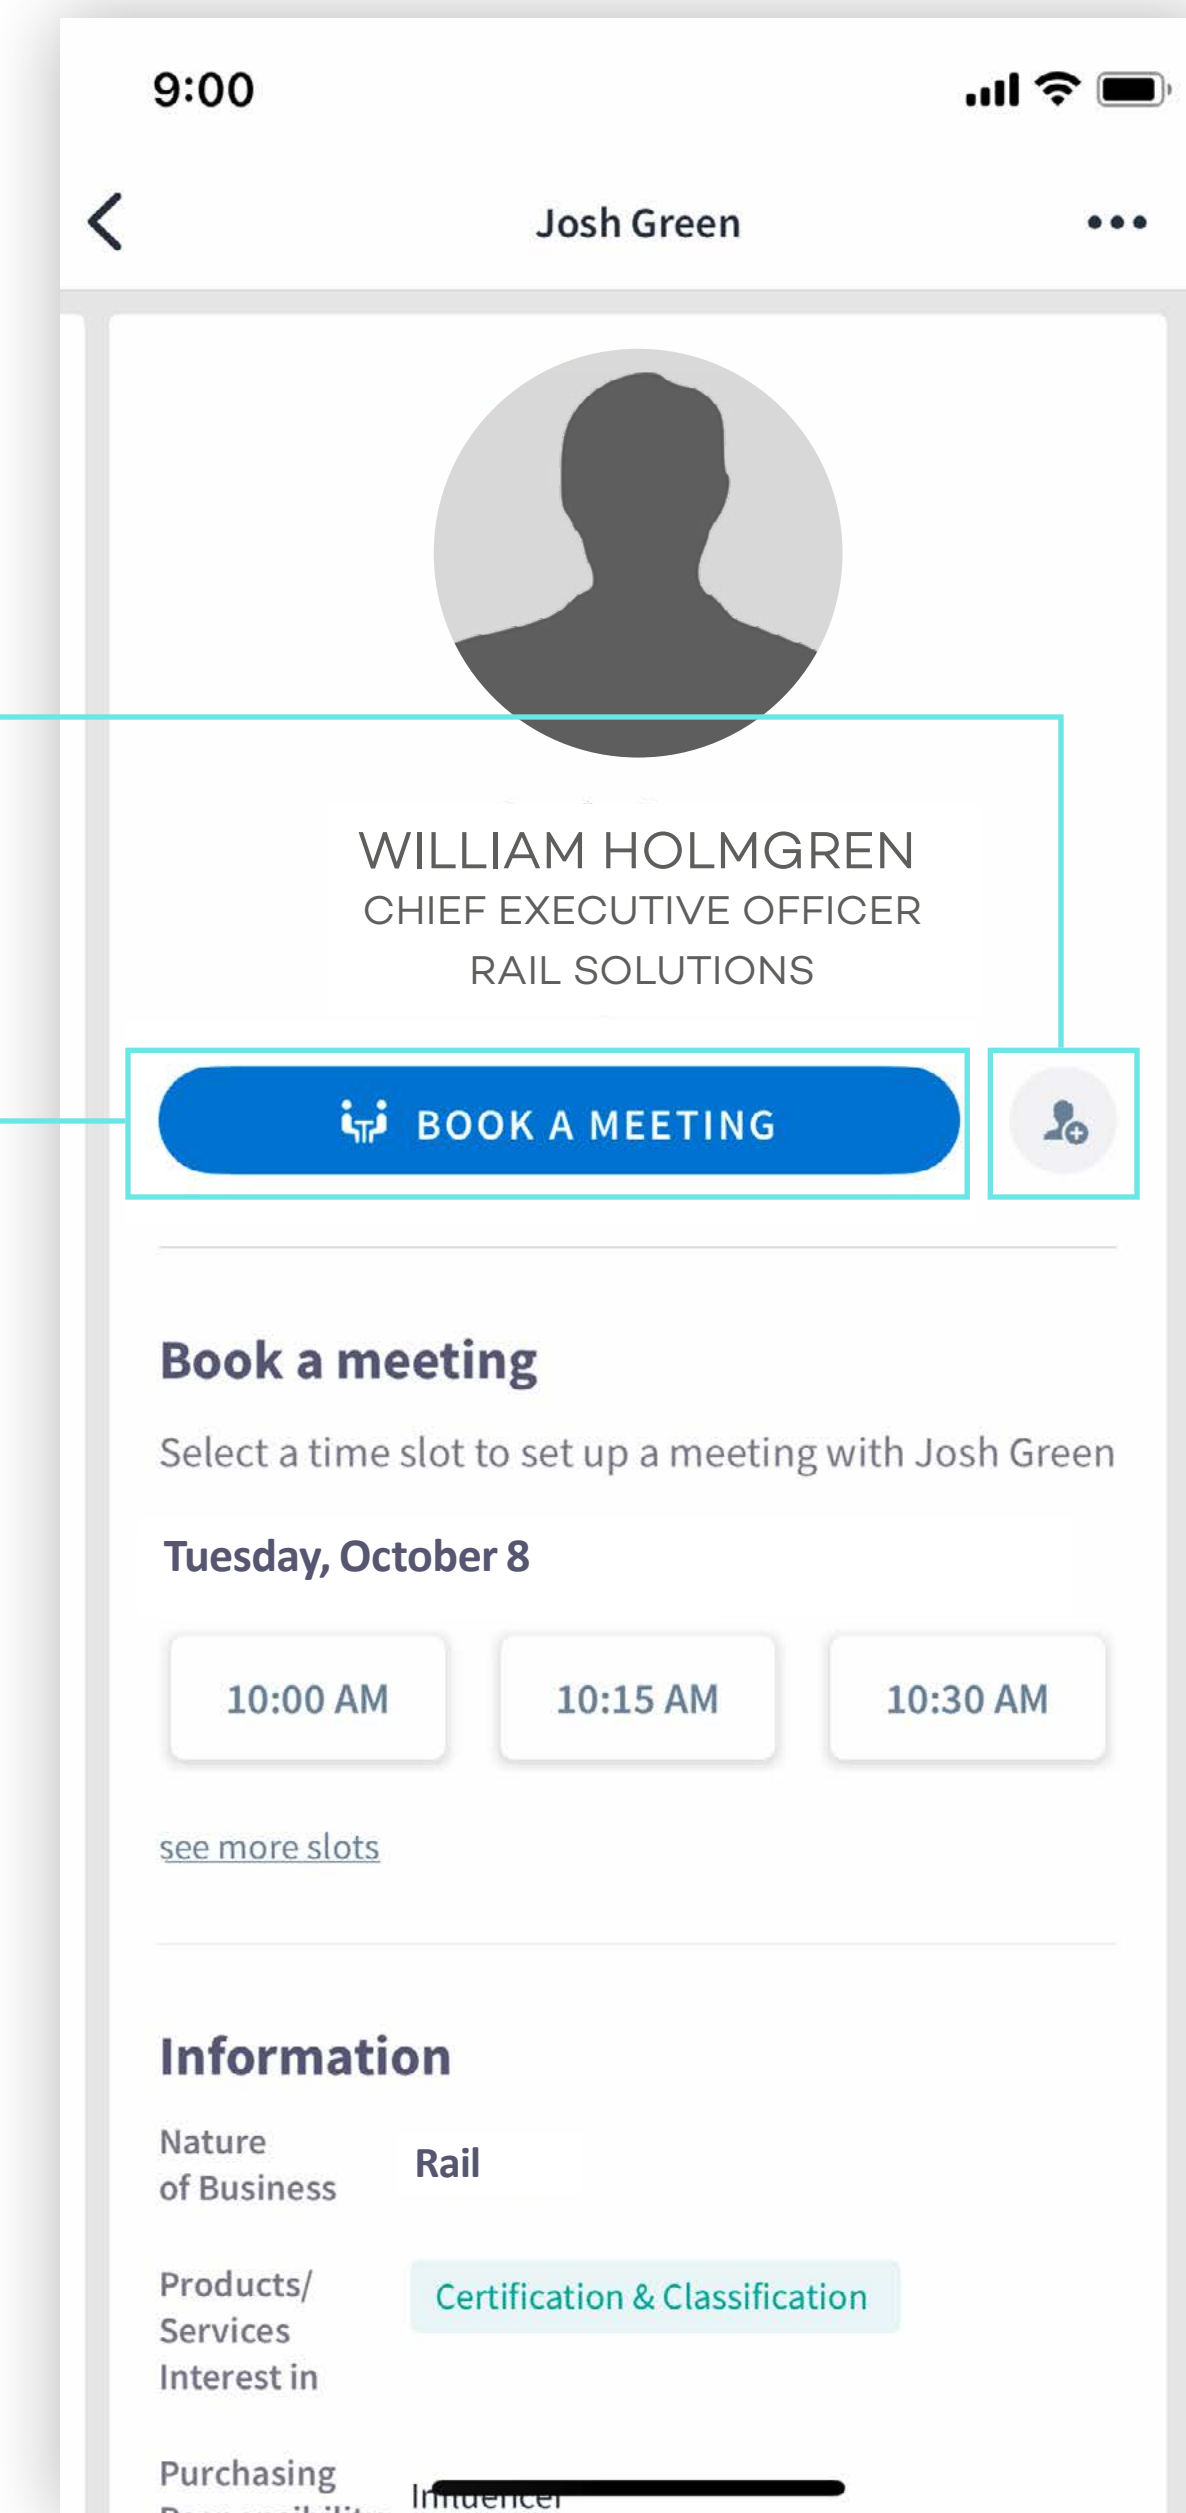 9:00
Josh Green
WILLIAM HOLMGREN
CHIEF EXECUTIVE OFFICER
RAIL SOLUTIONS
BOOK A MEETING
Book a meeting
Select a time slot to set up a meeting with Josh Green
Tuesday, October 8
10:00 AM 10:15 AM 10:30 AM
see more slots
Information
Nature
of Business
Rail
Products/
Services
Interest in
Certification & Classification
Purchasing
Influencer